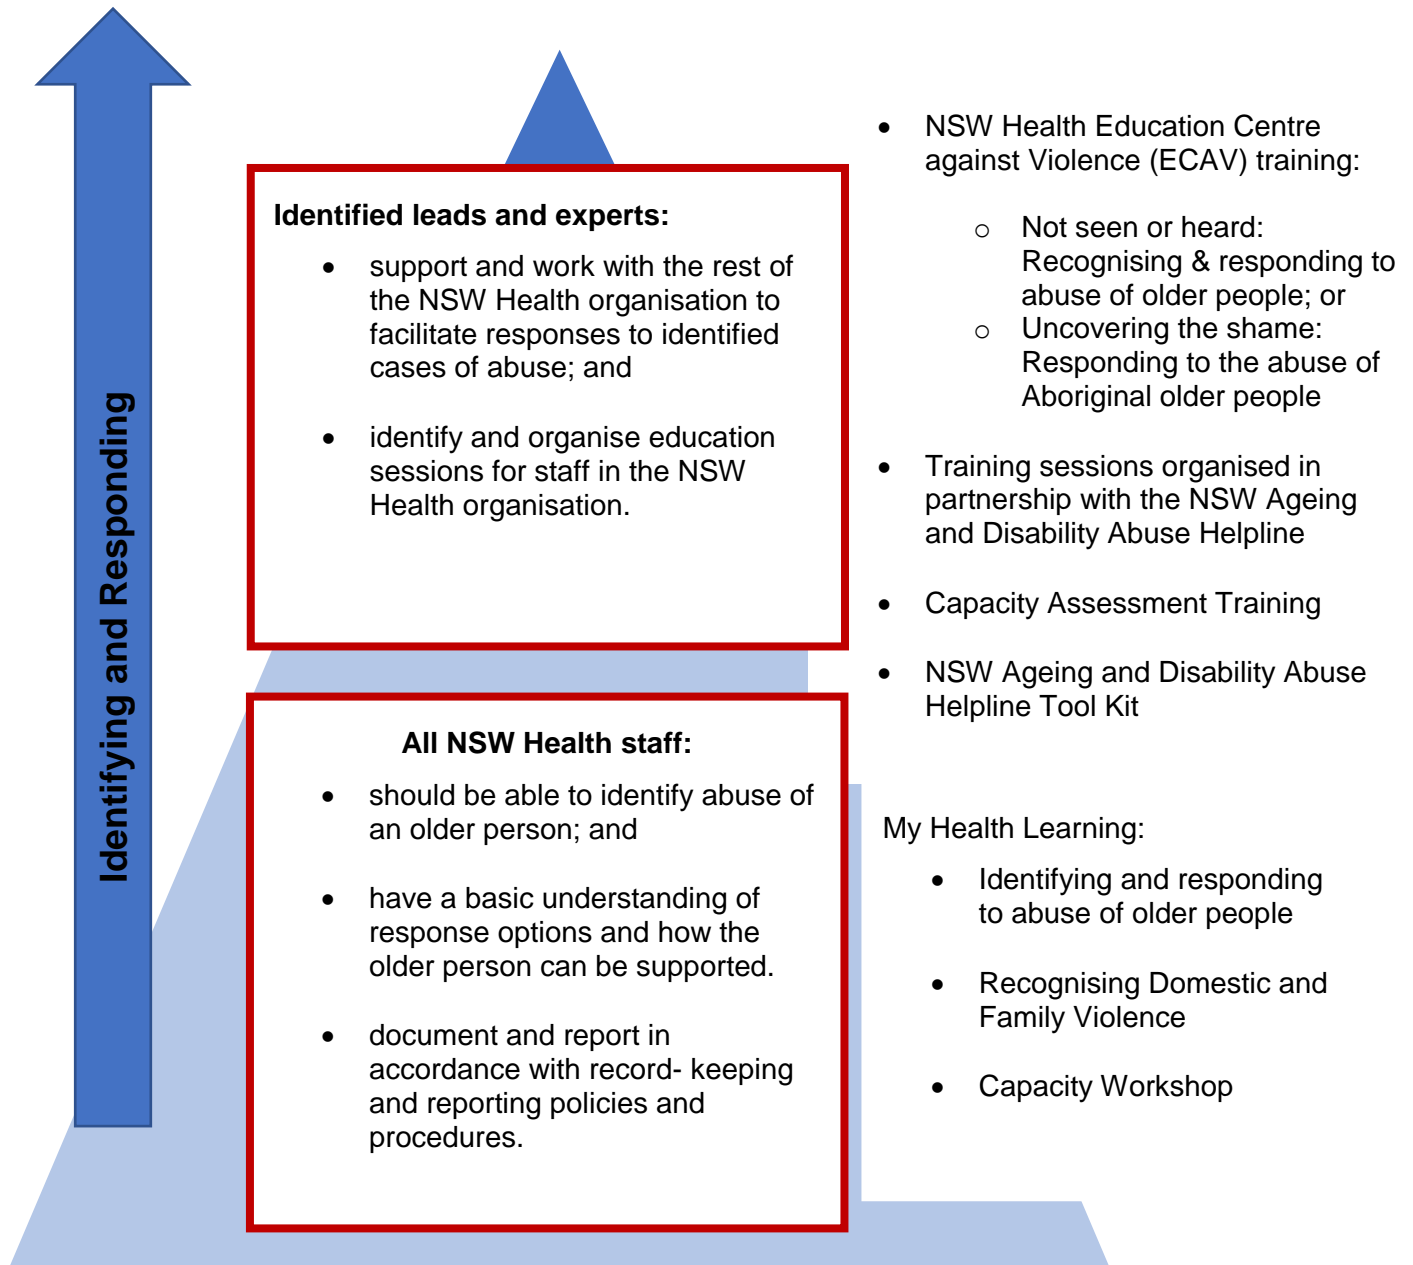 Identifying and Responding
Identified leads and experts:
• support and work with the rest of
the NSW Health organisation to
facilitate responses to identified
cases of abuse; and
• identify and organise education
sessions for staff in the NSW
Health organisation.
All NSW Health staff:
• should be able to identify abuse of
an older person; and
• have a basic understanding of
response options and how the
older person can be supported.
• document and report in
accordance with record- keeping
and reporting policies and
procedures.
• NSW Health Education Centre
against Violence (ECAV) training:
o Not seen or heard:
Recognising & responding to
abuse of older people; or
o Uncovering the shame:
Responding to the abuse of
Aboriginal older people
• Training sessions organised in
partnership with the NSW Ageing
and Disability Abuse Helpline
• Capacity Assessment Training
• NSW Ageing and Disability Abuse
Helpline Tool Kit
My Health Learning:
• Identifying and responding
to abuse of older people
• Recognising Domestic and
Family Violence
• Capacity Workshop